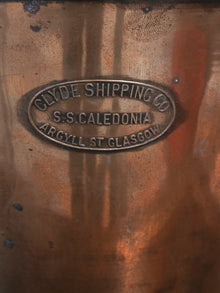 CLYDE SHIPPING CO
S.S. CALEDONIA
ARGYLL ST. GLASGOW